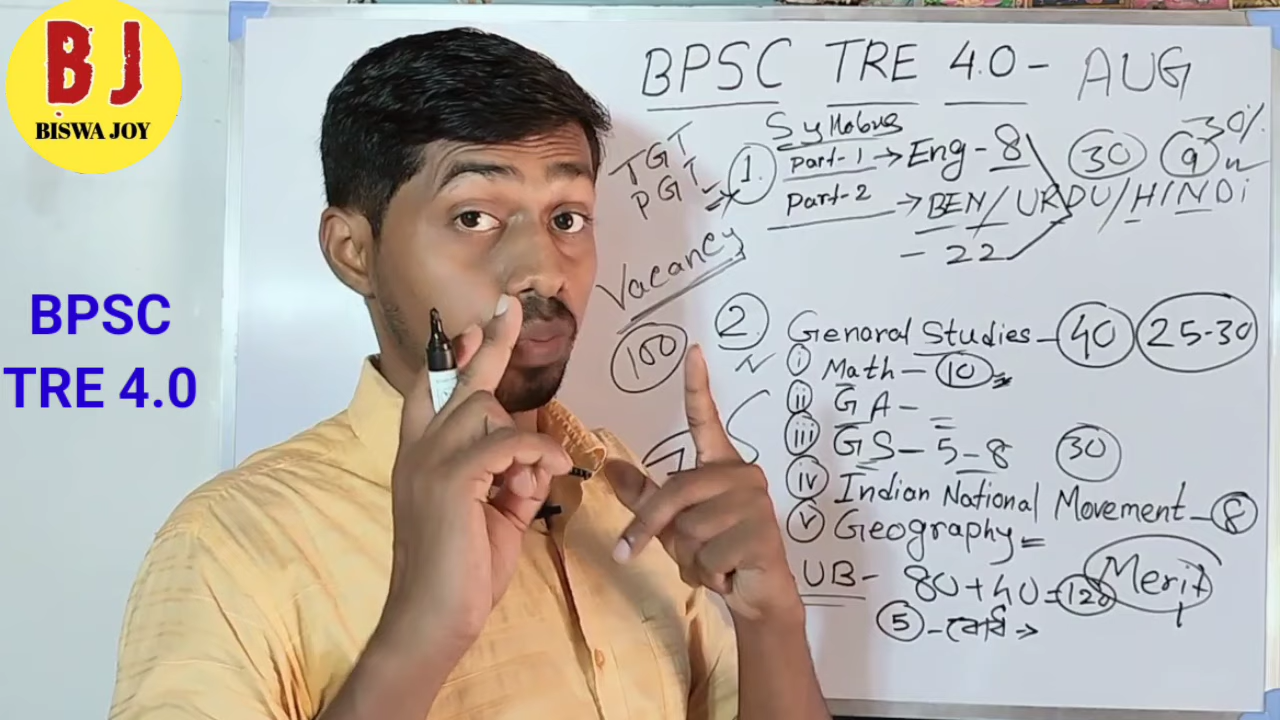 BJ
BISWA JOY
BPSC
TRE 4.0
BPSC TRE 4.0 - AUG
TGT
PGT
Vacancy
100
Syllabus
1. Part-1 → Eng - 8 30 9 30%
Part-2 → BEN/URDU/HINDi
- 22
2. Genaral Studies - 40 25-30
i Math - 10
ii GA -
iii GS - 5-8 30
iv Indian National Movement - 8
v Geography
UB - 80+40=120 Merit
5 -